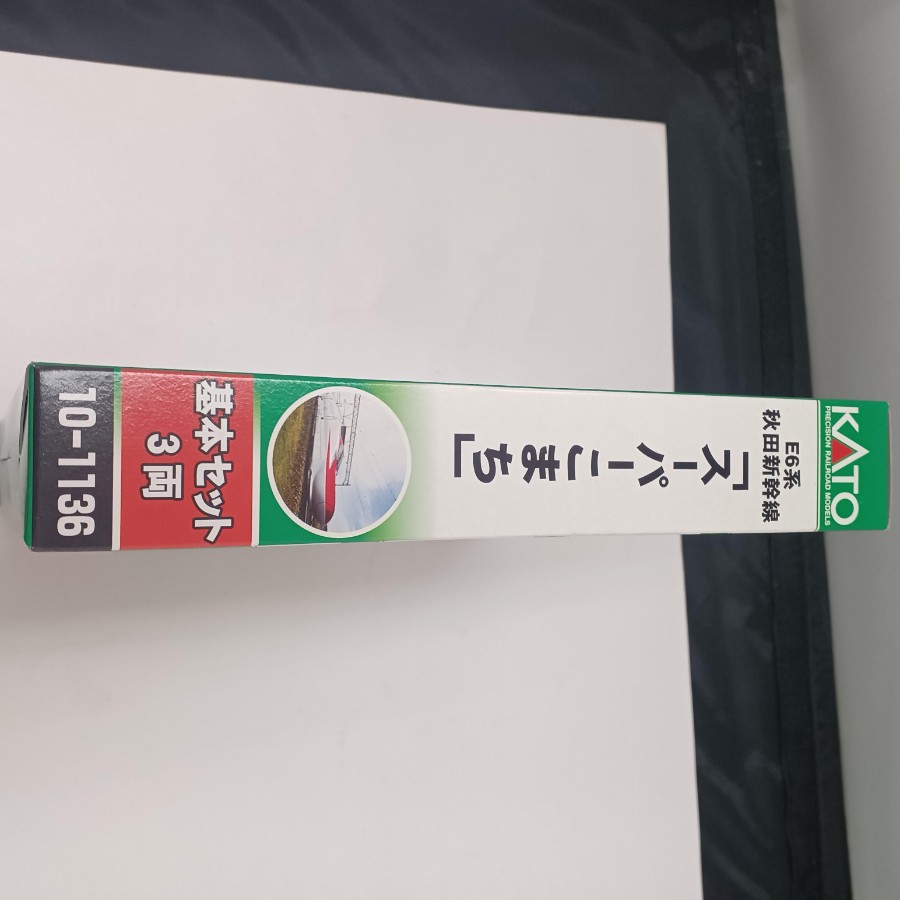 KATO
PRECISION RAILROAD MODELS
E6系
秋田新幹線
「スーパーこまち」
基本セット
3両
10-1136